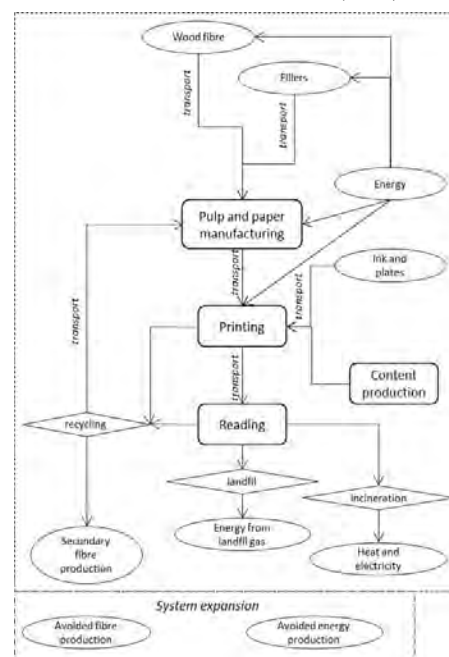 Wood fibre
Fillers
transport
transport
Energy
Pulp and paper
manufacturing
Ink and
plates
transport
transport
transport
Printing
Content
production
transport
Reading
recycling
landfill
incineration
Energy from
landfill gas
Secondary
fibre
production
Heat and
electricity
System expansion
Avoided fibre
production
Avoided energy
production